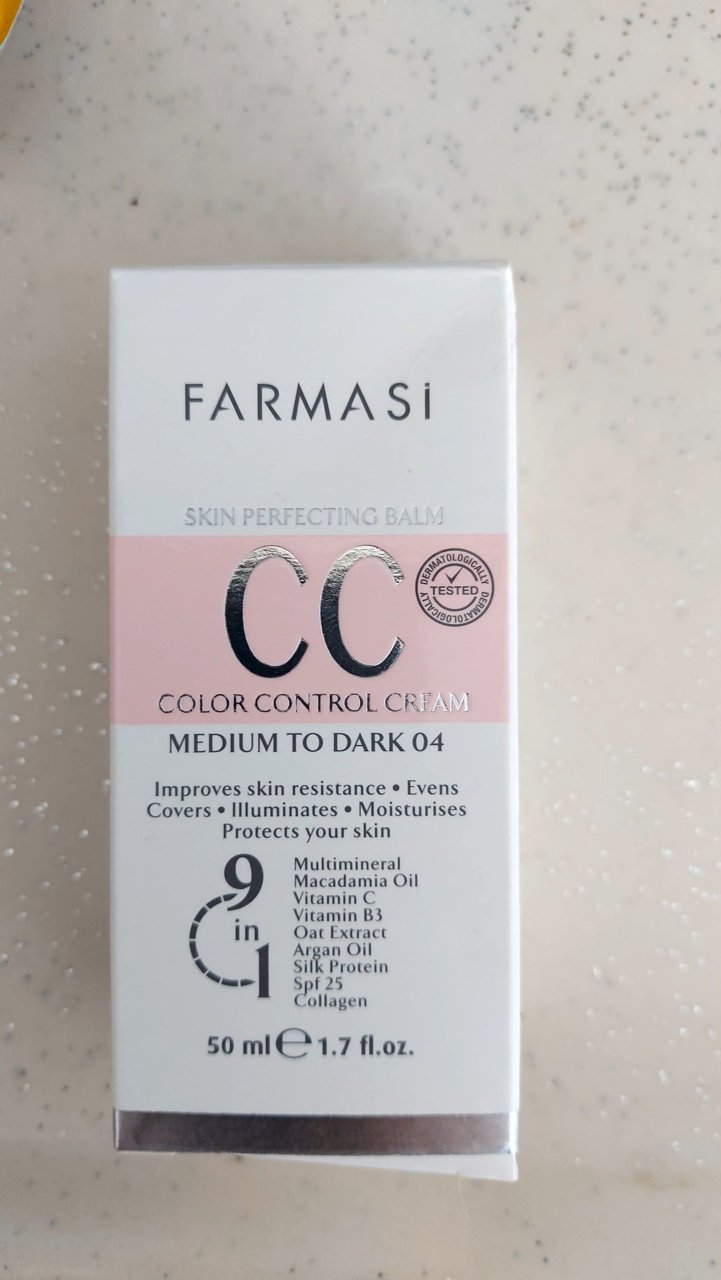 FARMASi
SKIN PERFECTING BALM
CC
DERMATOLOGICALLY
TESTED
DERMATOLOGICALLY
COLOR CONTROL CREAM
MEDIUM TO DARK 04
Improves skin resistance • Evens
Covers • Illuminates • Moisturises
Protects your skin
9
in
1
Multimineral
Macadamia Oil
Vitamin C
Vitamin B3
Oat Extract
Argan Oil
Silk Protein
Spf 25
Collagen
50 ml ℮ 1.7 fl.oz.